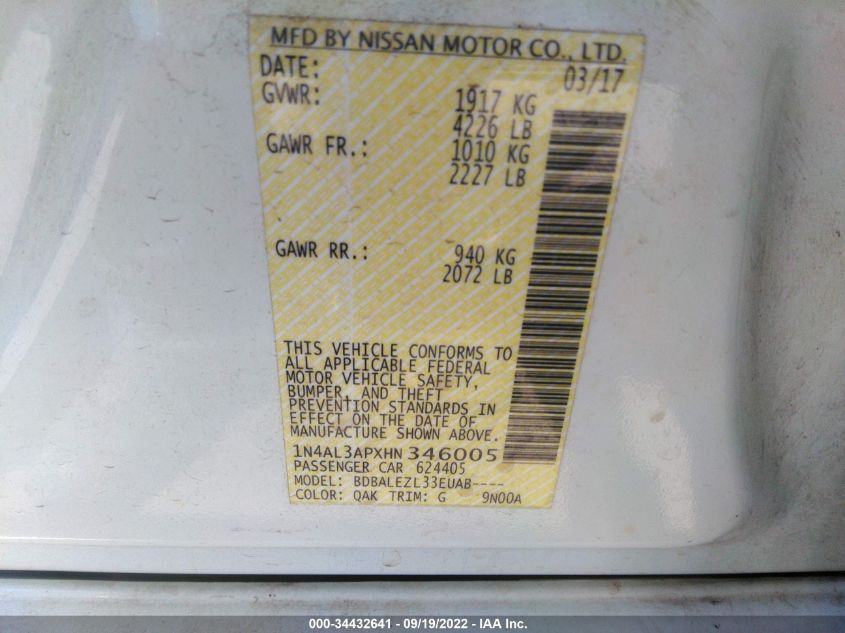 MFD BY NISSAN MOTOR CO., LTD.
DATE: 03/17
GVWR: 1917 KG
4226 LB
GAWR FR.: 1010 KG
2227 LB
GAWR RR.: 940 KG
2072 LB
THIS VEHICLE CONFORMS TO
ALL APPLICABLE FEDERAL
MOTOR VEHICLE SAFETY,
BUMPER, AND THEFT
PREVENTION STANDARDS IN
EFFECT ON THE DATE OF
MANUFACTURE SHOWN ABOVE.
1N4AL3APXHN 346005
PASSENGER CAR 624405
MODEL: BDBALEZL33EUAB----
COLOR: QAK TRIM: G 9N00A
000-34432641 - 09/19/2022 - IAA Inc.